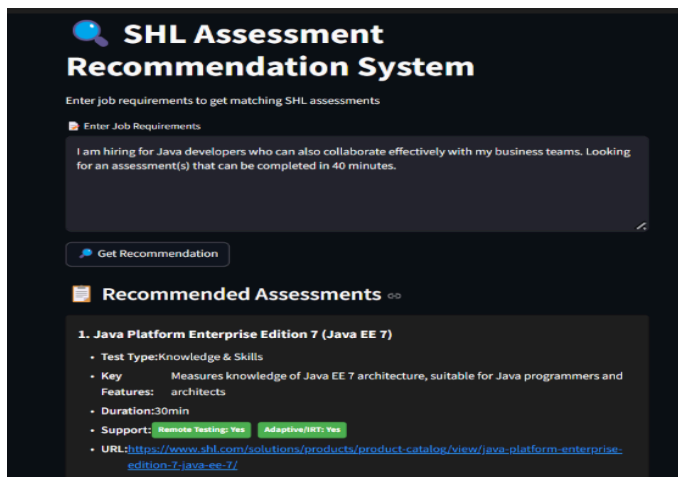 SHL Assessment
Recommendation System
Enter job requirements to get matching SHL assessments
Enter Job Requirements
I am hiring for Java developers who can also collaborate effectively with my business teams. Looking
for an assessment(s) that can be completed in 40 minutes.
Get Recommendation
Recommended Assessments
1. Java Platform Enterprise Edition 7 (Java EE 7)
• Test Type:Knowledge & Skills
• Key Measures knowledge of Java EE 7 architecture, suitable for Java programmers and
Features: architects
• Duration:30min
• Support: Remote Testing: Yes Adaptive/IRT: Yes
• URL:https://www.shl.com/solutions/products/product-catalog/view/java-platform-enterprise-
edition-7-java-ee-7/